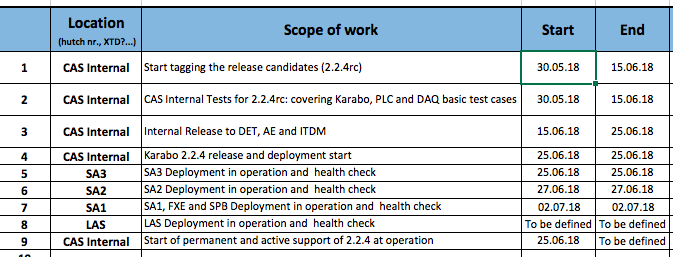 Location
(hutch nr., XTD?...)
Scope of work
Start
End
1 CAS Internal Start tagging the release candidates (2.2.4rc) 30.05.18 15.06.18
2 CAS Internal CAS Internal Tests for 2.2.4rc: covering Karabo, PLC and DAQ basic test cases 30.05.18 15.06.18
3 CAS Internal Internal Release to DET, AE and ITDM 15.06.18 25.06.18
4 CAS Internal Karabo 2.2.4 release and deployment start 25.06.18 25.06.18
5 SA3 SA3 Deployment in operation and health check 25.06.18 25.06.18
6 SA2 SA2 Deployment in operation and health check 27.06.18 27.06.18
7 SA1 SA1, FXE and SPB Deployment in operation and health check 02.07.18 02.07.18
8 LAS LAS Deployment in operation and health check To be defined To be defined
9 CAS Internal Start of permanent and active support of 2.2.4 at operation 25.06.18 To be defined